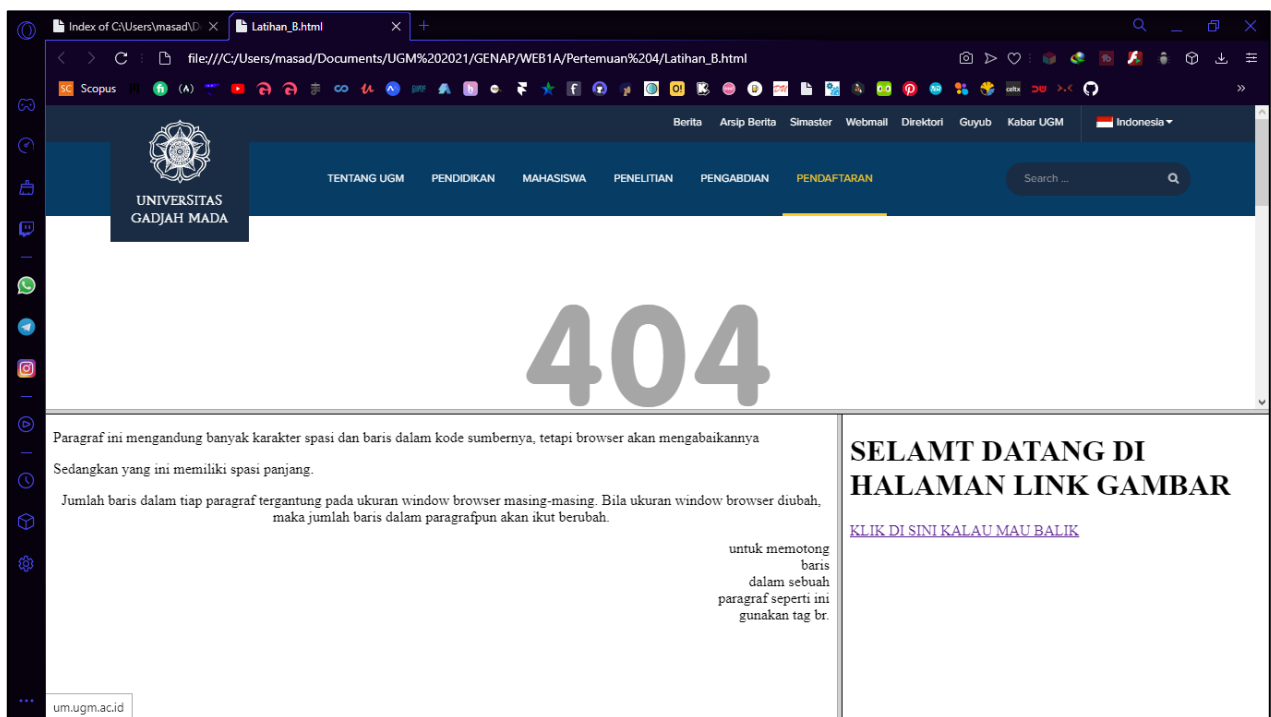 Index of C:\Users\masad\D
Latihan_B.html
file:///C:/Users/masad/Documents/UGM%202021/GENAP/WEB1A/Pertemuan%204/Latihan_B.html
SC Scopus
Berita Arsip Berita Simaster Webmail Direktori Guyub Kabar UGM Indonesia
UNIVERSITAS
GADJAH MADA
TENTANG UGM PENDIDIKAN MAHASISWA PENELITIAN PENGABDIAN PENDAFTARAN
Search ...
404
Paragraf ini mengandung banyak karakter spasi dan baris dalam kode sumbernya, tetapi browser akan mengabaikannya
Sedangkan yang ini memiliki spasi panjang.
Jumlah baris dalam tiap paragraf tergantung pada ukuran window browser masing-masing. Bila ukuran window browser diubah,
maka jumlah baris dalam paragrafpun akan ikut berubah.
untuk memotong
baris
dalam sebuah
paragraf seperti ini
gunakan tag br.
SELAMT DATANG DI
HALAMAN LINK GAMBAR
KLIK DI SINI KALAU MAU BALIK
um.ugm.ac.id